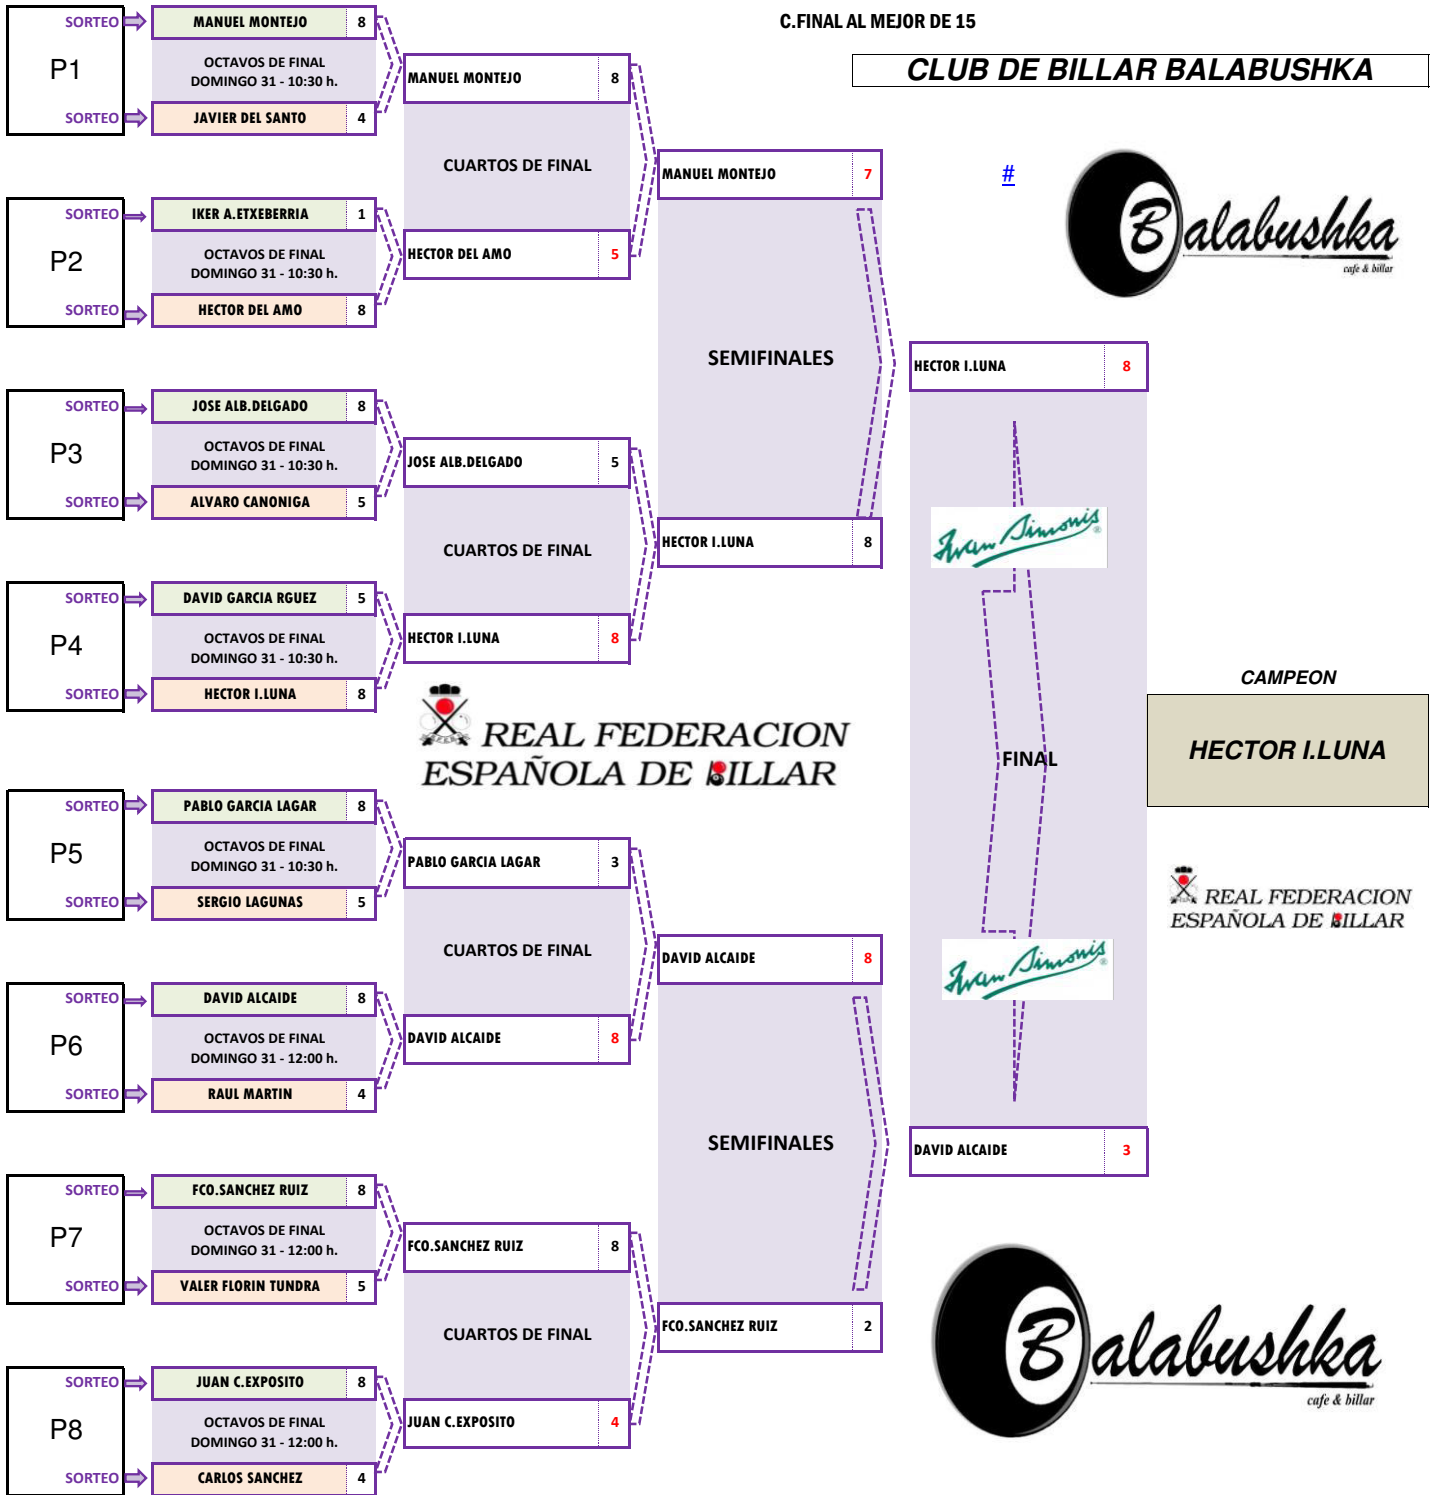 C.FINAL AL MEJOR DE 15
CLUB DE BILLAR BALABUSHKA
#
Balabushka
cafe & billar
P1
SORTEO
MANUEL MONTEJO 8
OCTAVOS DE FINAL
DOMINGO 31 - 10:30 h.
SORTEO
JAVIER DEL SANTO 4
P2
SORTEO
IKER A.ETXEBERRIA 1
OCTAVOS DE FINAL
DOMINGO 31 - 10:30 h.
SORTEO
HECTOR DEL AMO 8
P3
SORTEO
JOSE ALB.DELGADO 8
OCTAVOS DE FINAL
DOMINGO 31 - 10:30 h.
SORTEO
ALVARO CANONIGA 5
P4
SORTEO
DAVID GARCIA RGUEZ 5
OCTAVOS DE FINAL
DOMINGO 31 - 10:30 h.
SORTEO
HECTOR I.LUNA 8
P5
SORTEO
PABLO GARCIA LAGAR 8
OCTAVOS DE FINAL
DOMINGO 31 - 10:30 h.
SORTEO
SERGIO LAGUNAS 5
P6
SORTEO
DAVID ALCAIDE 8
OCTAVOS DE FINAL
DOMINGO 31 - 12:00 h.
SORTEO
RAUL MARTIN 4
P7
SORTEO
FCO.SANCHEZ RUIZ 8
OCTAVOS DE FINAL
DOMINGO 31 - 12:00 h.
SORTEO
VALER FLORIN TUNDRA 5
P8
SORTEO
JUAN C.EXPOSITO 8
OCTAVOS DE FINAL
DOMINGO 31 - 12:00 h.
SORTEO
CARLOS SANCHEZ 4
MANUEL MONTEJO 8
CUARTOS DE FINAL
HECTOR DEL AMO 5
JOSE ALB.DELGADO 5
CUARTOS DE FINAL
HECTOR I.LUNA 8
REAL FEDERACION
ESPAÑOLA DE BILLAR
PABLO GARCIA LAGAR 3
CUARTOS DE FINAL
DAVID ALCAIDE 8
FCO.SANCHEZ RUIZ 8
CUARTOS DE FINAL
JUAN C.EXPOSITO 4
MANUEL MONTEJO 7
SEMIFINALES
HECTOR I.LUNA 8
DAVID ALCAIDE 8
SEMIFINALES
FCO.SANCHEZ RUIZ 2
HECTOR I.LUNA 8
Iwan Simonis ®
FINAL
Iwan Simonis ®
DAVID ALCAIDE 3
CAMPEON
HECTOR I.LUNA
REAL FEDERACION
ESPAÑOLA DE BILLAR
Balabushka
cafe & billar